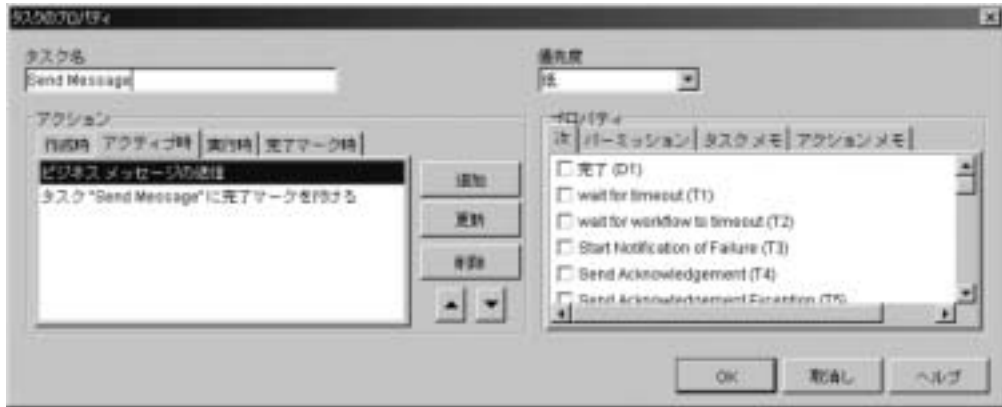 タスクのプロパティ
タスク名
Send Message
優先度
低
アクション
作成時 アクティブ時 実行時 完了マーク時
ビジネス メッセージの送信
タスク "Send Message" に完了マークを付ける
追加
更新
削除
プロパティ
次 パーミッション タスク メモ アクション メモ
完了 (D1)
wait for timeout (T1)
wait for workflow to timeout (T2)
Start Notification of Failure (T3)
Send Acknowledgement (T4)
Send Acknowledgement Exception (T5)
OK 取消し ヘルプ